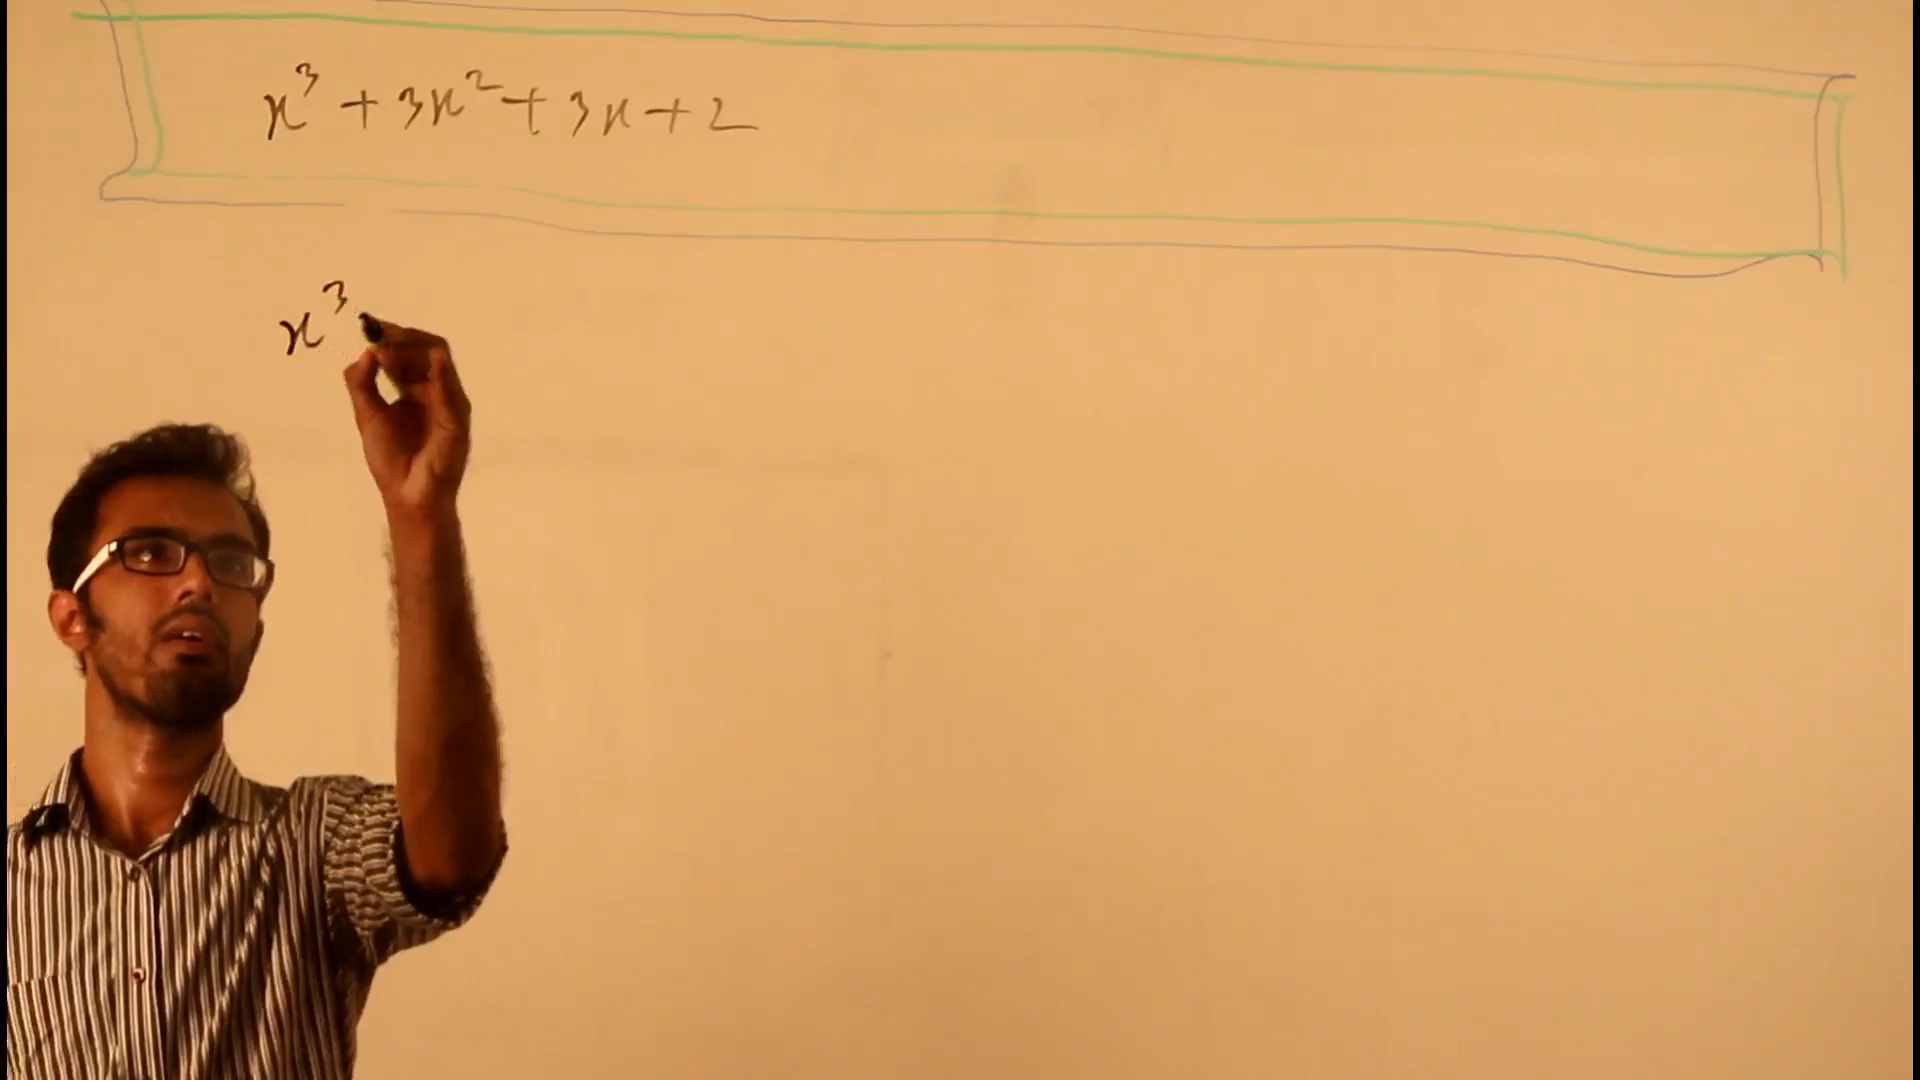 x³ + 3x² + 3x + 2
x³